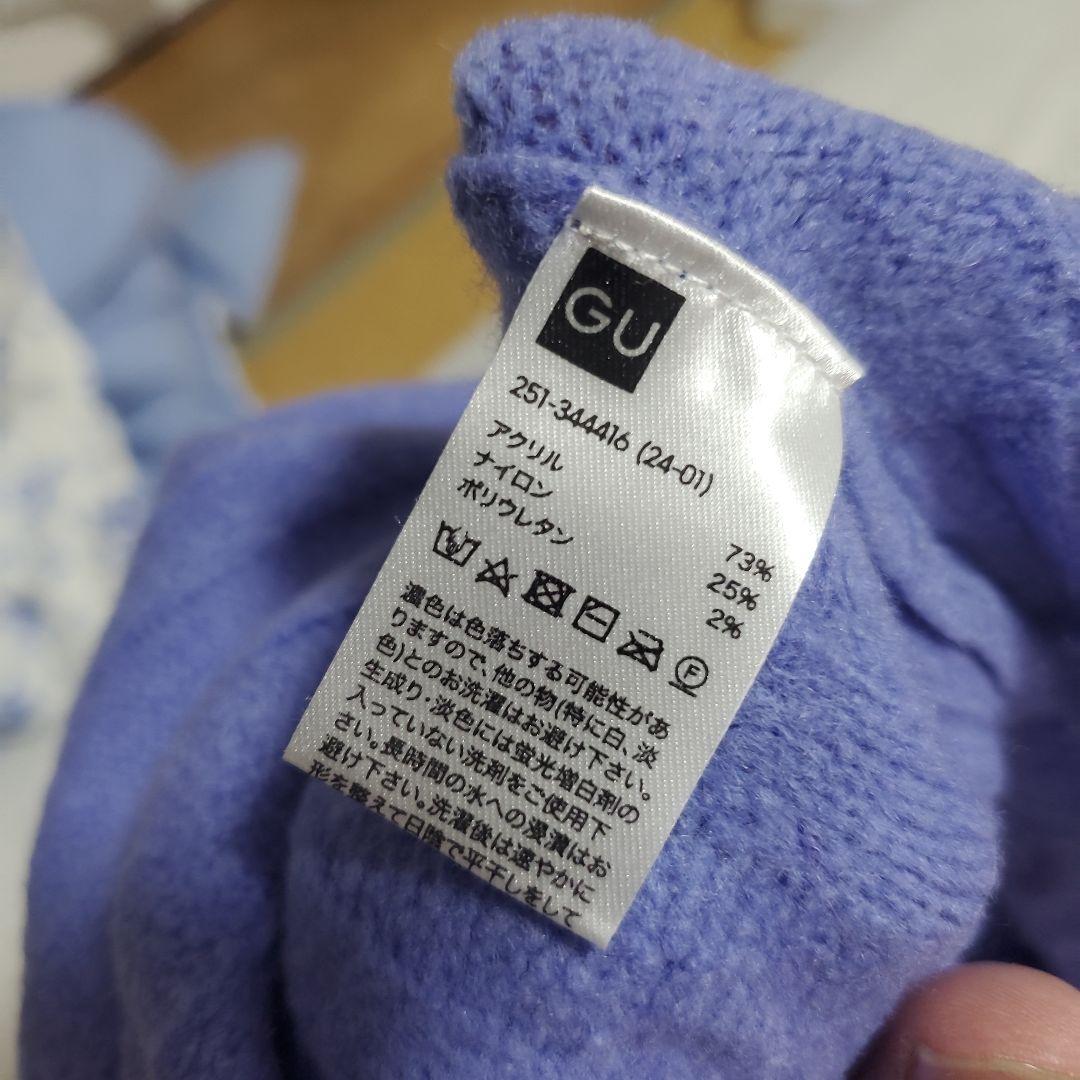 GU
251-344416 (24-01)
アクリル 73%
ナイロン 25%
ポリウレタン 2%
F
濃色は色落ちする可能性があ
りますので、他の物(特に白、淡
色)とのお洗濯はお避け下さい。
生成り・淡色には蛍光増白剤の
入っていない洗剤をご使用下
さい。長時間の水への浸漬はお
避け下さい。洗濯後は速やかに
形を整えて日陰で平干しをして